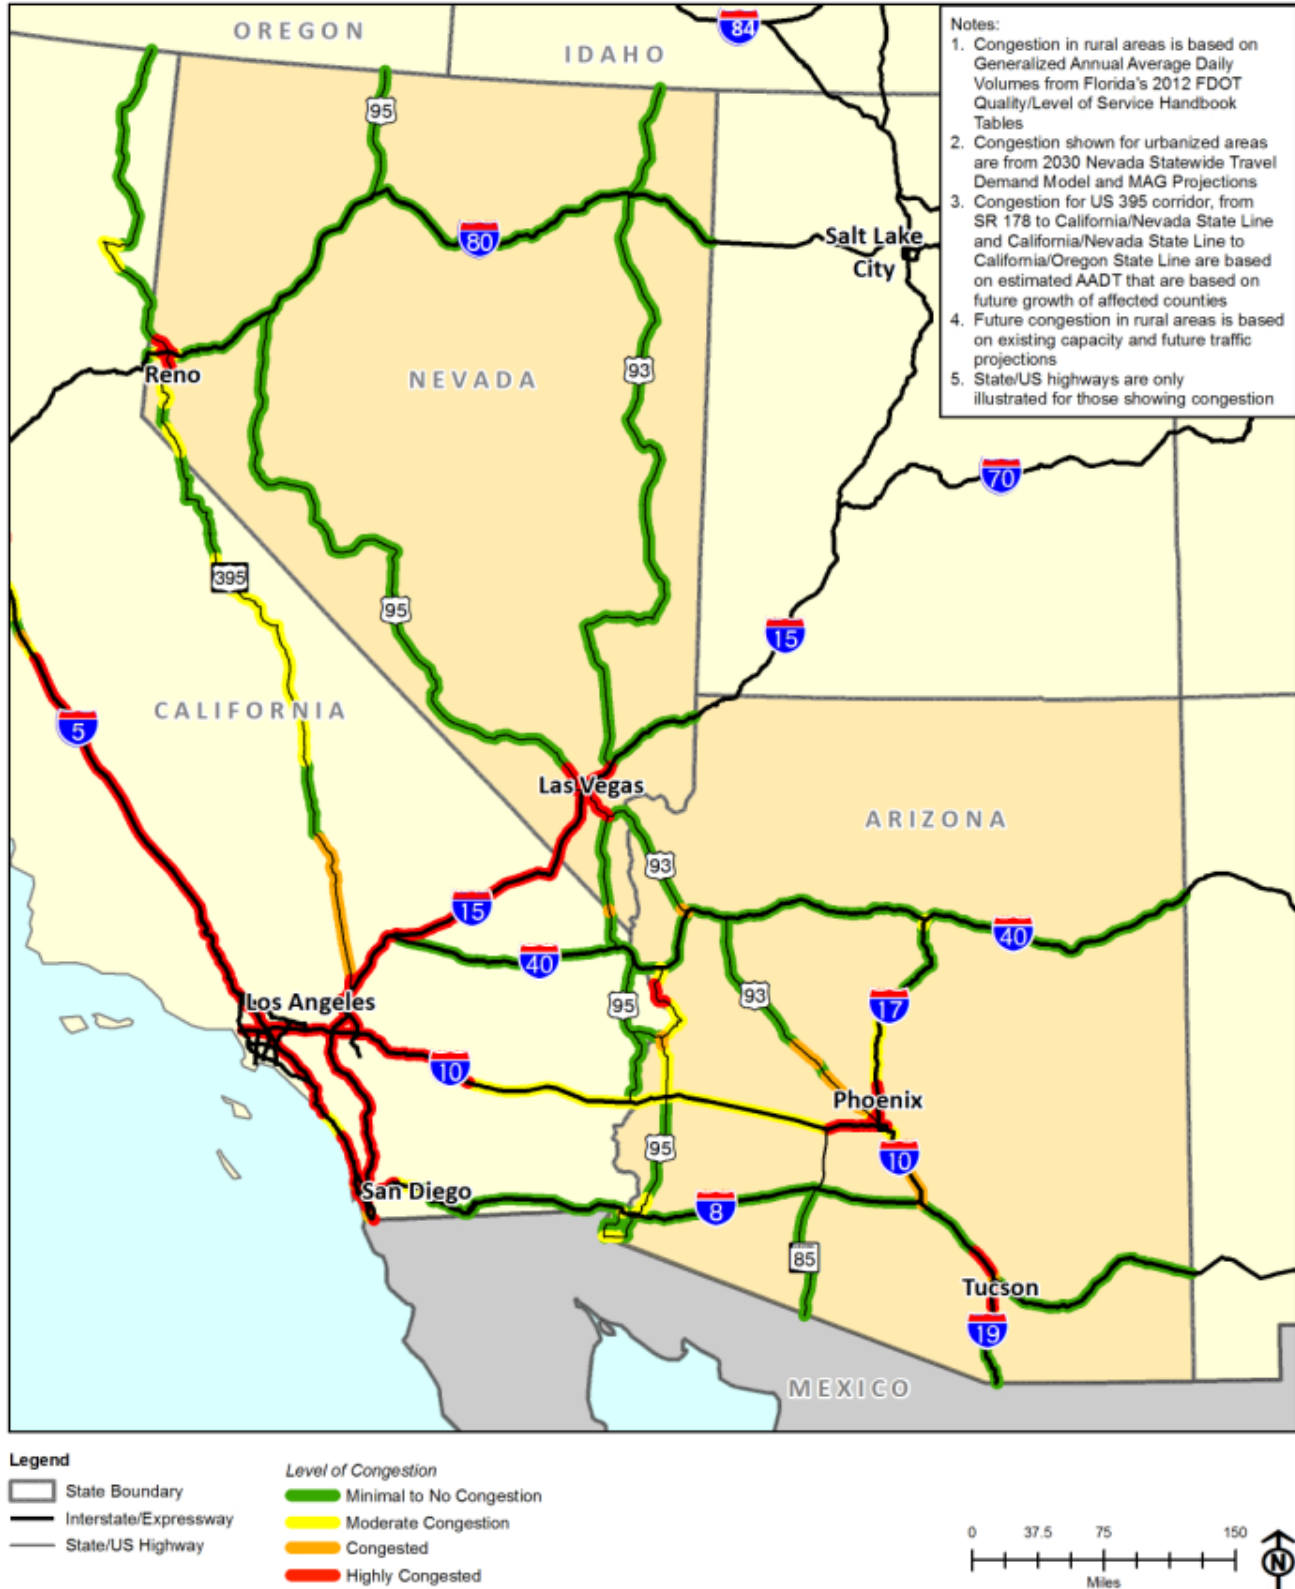 OREGON
IDAHO
84
Notes:
1. Congestion in rural areas is based on
Generalized Annual Average Daily
Volumes from Florida's 2012 FDOT
Quality/Level of Service Handbook
Tables
2. Congestion shown for urbanized areas
are from 2030 Nevada Statewide Travel
Demand Model and MAG Projections
3. Congestion for US 395 corridor, from
SR 178 to California/Nevada State Line
and California/Nevada State Line to
California/Oregon State Line are based
on estimated AADT that are based on
future growth of affected counties
4. Future congestion in rural areas is based
on existing capacity and future traffic
projections
5. State/US highways are only
illustrated for those showing congestion
95
80
Salt Lake
City
Reno
NEVADA
93
70
395
95
15
CALIFORNIA
5
Las Vegas
ARIZONA
93
15
40
40
Los Angeles
95
93
17
10
Phoenix
95
10
San Diego
8
85
Tucson
19
MEXICO
Legend
State Boundary
Interstate/Expressway
State/US Highway
Level of Congestion
Minimal to No Congestion
Moderate Congestion
Congested
Highly Congested
0 37.5 75 150
Miles
N